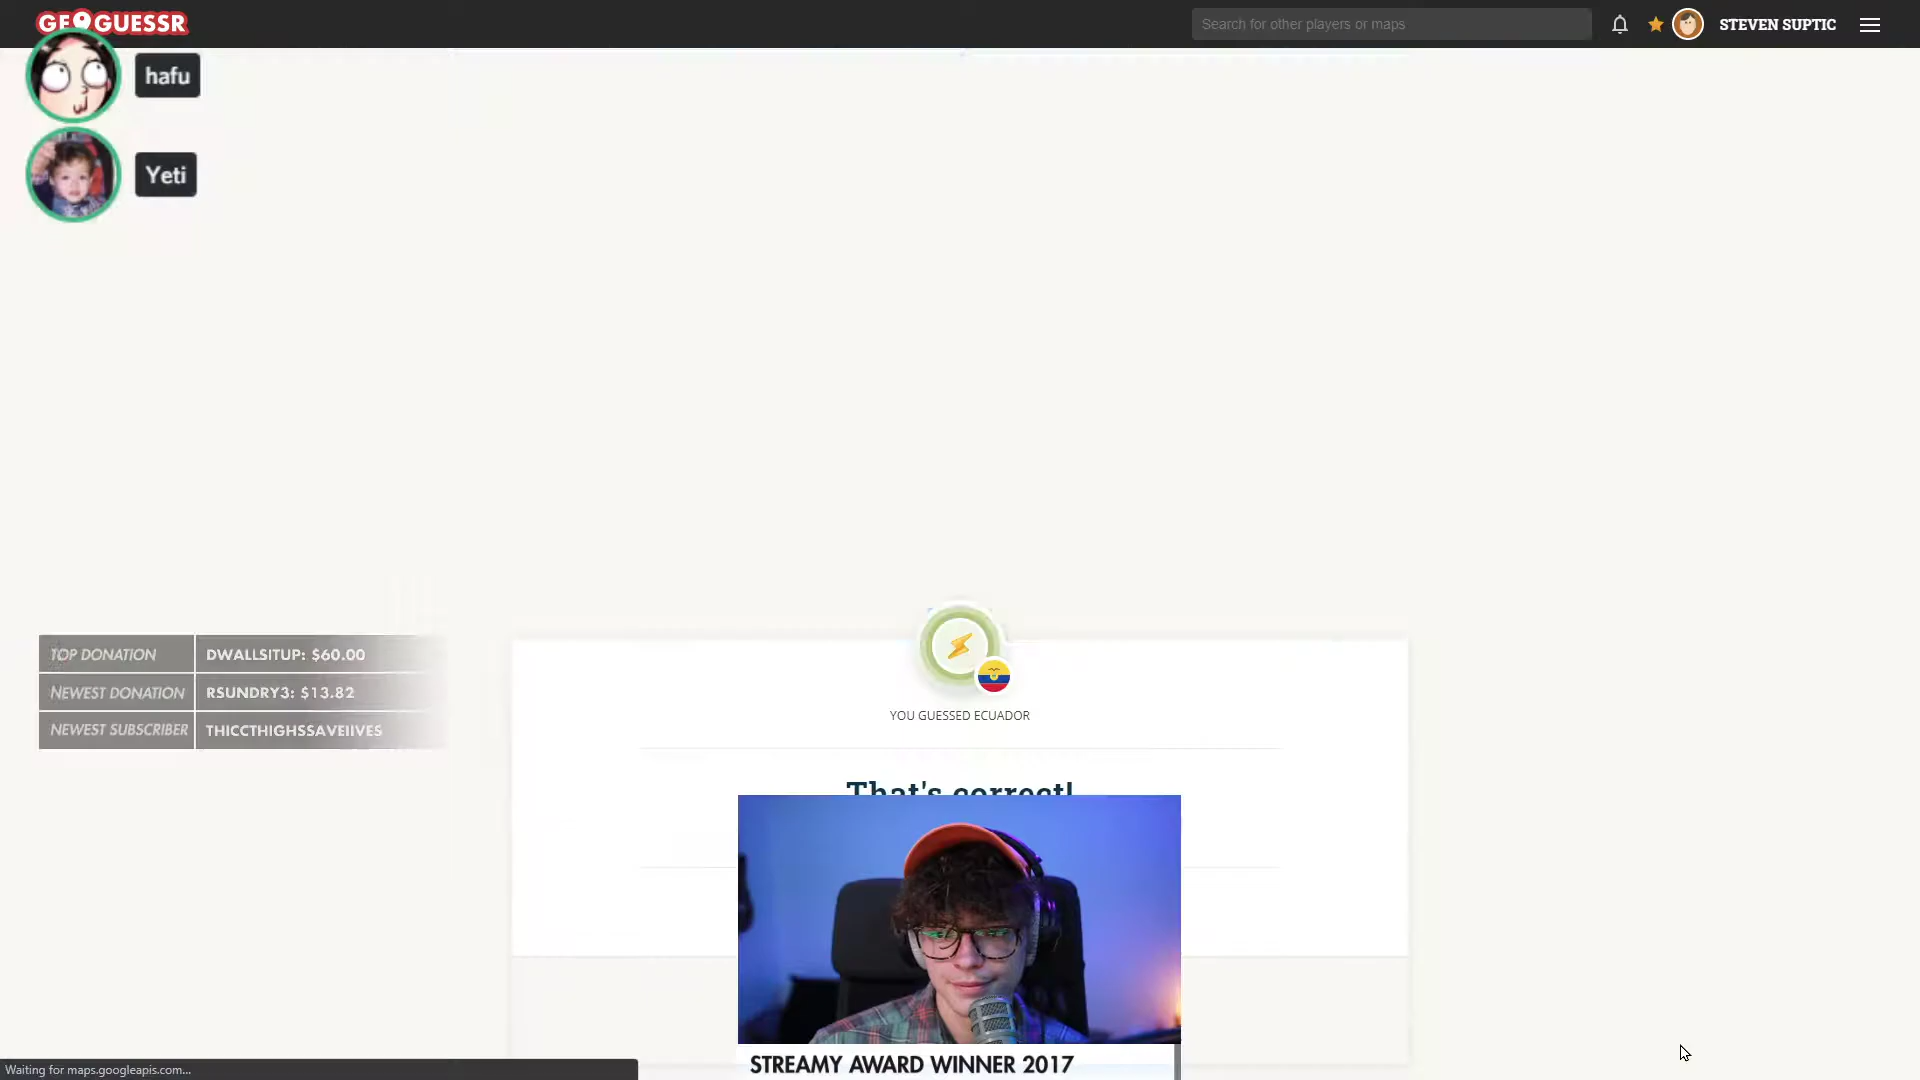 GEOGUESSR
Search for other players or maps
STEVEN SUPTIC
hafu
Yeti
TOP DONATION DWALLSITUP: $60.00
NEWEST DONATION RSUNDRY3: $13.82
NEWEST SUBSCRIBER THICCTHIGHSSAVEIIVES
YOU GUESSED ECUADOR
That's correct!
STREAMY AWARD WINNER 2017
Waiting for maps.googleapis.com...